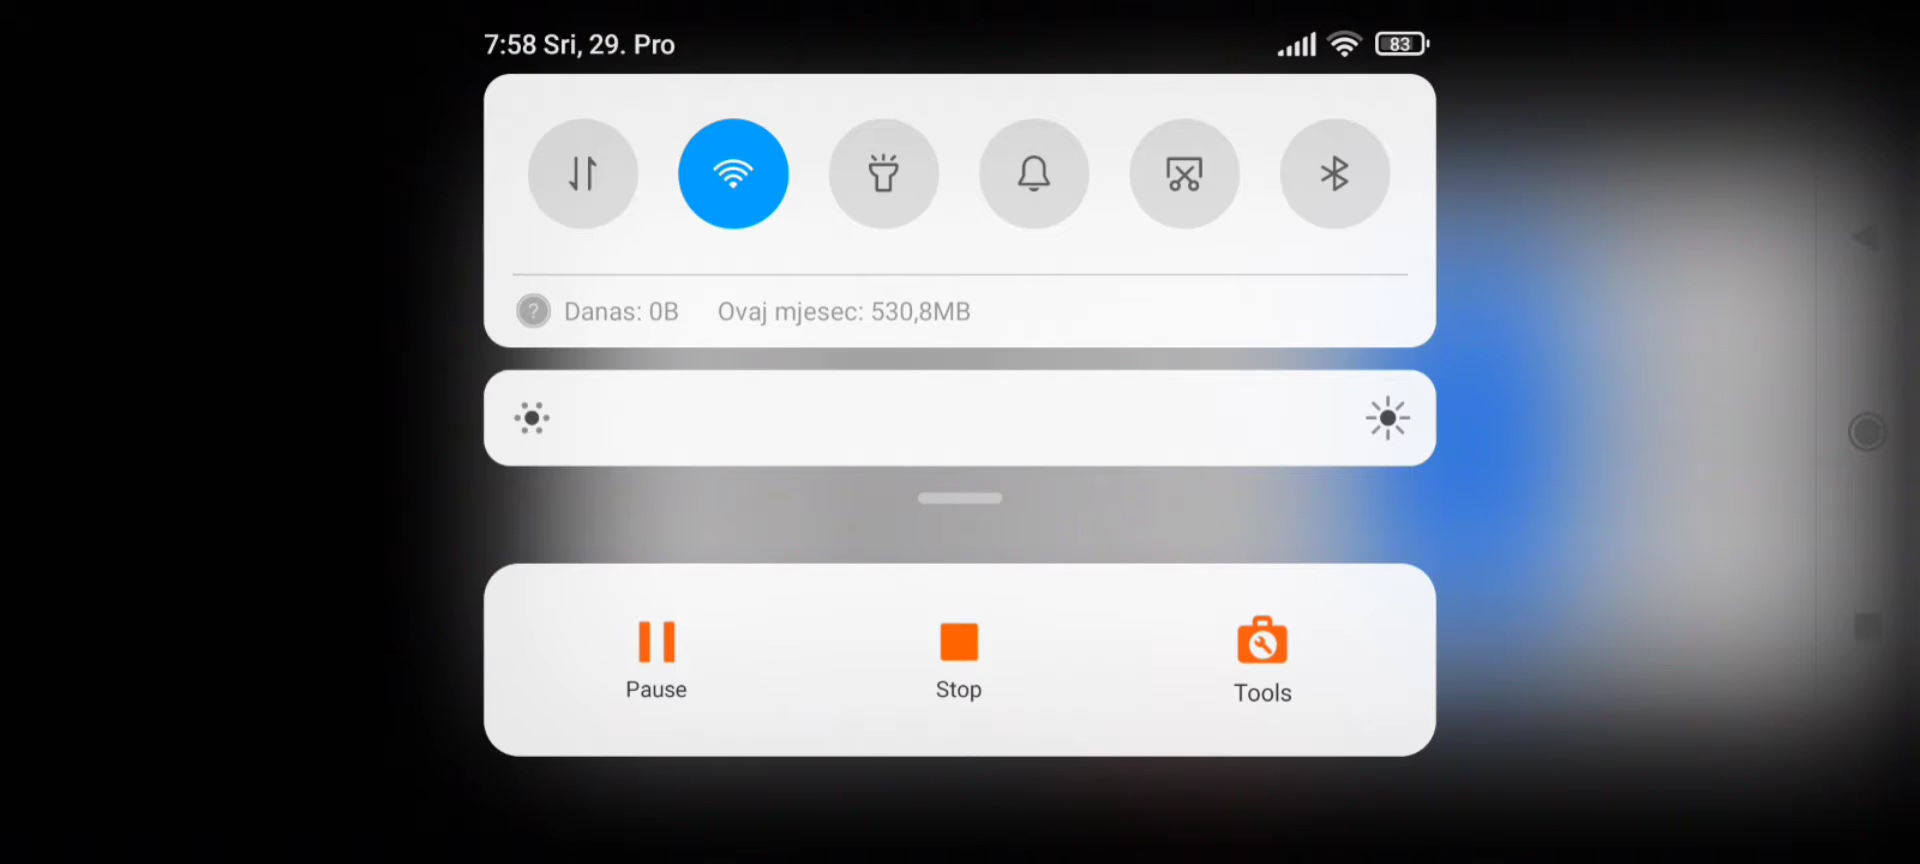 7:58 Sri, 29. Pro
83
? Danas: 0B Ovaj mjesec: 530,8MB
Pause Stop Tools